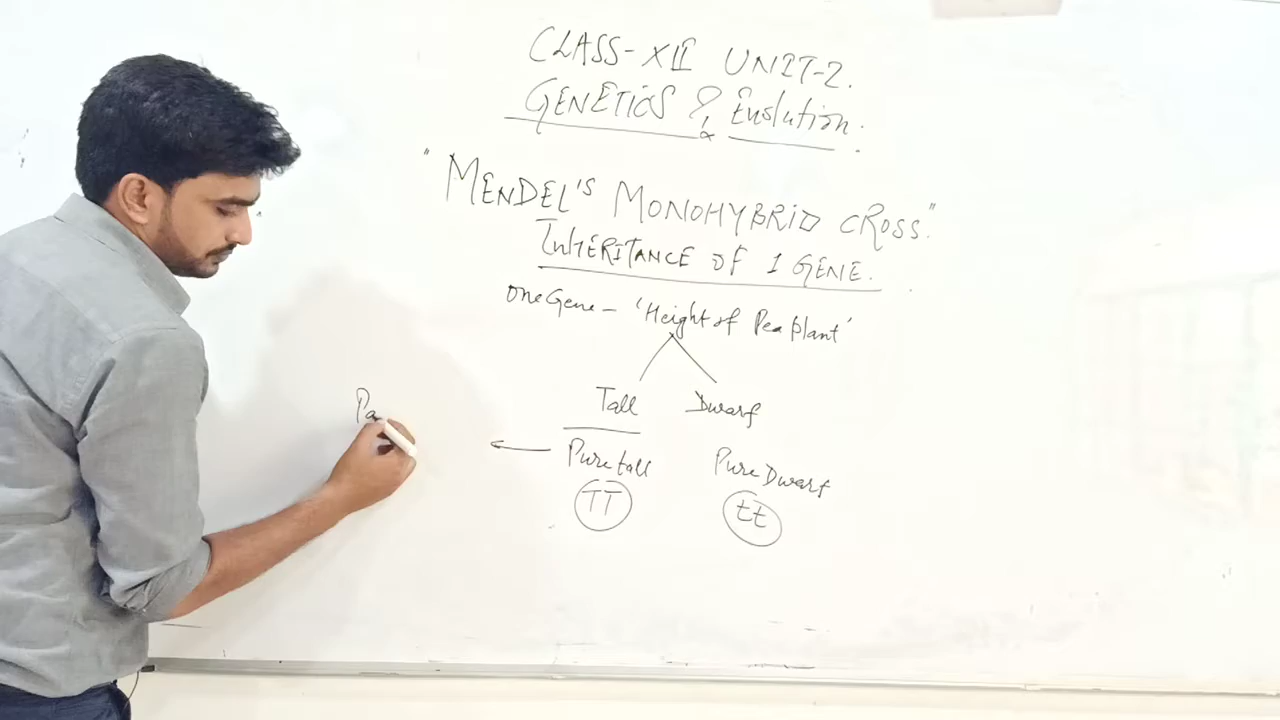 CLASS-XII UNIT-2.
GENETICS & Evolution.
"MENDEL'S MONOHYBRID CROSS."
INHERITANCE OF 1 GENE.
One Gene - 'Height of Pea plant'
Tall Dwarf
Pure tall Pure Dwarf
TT tt
Pa